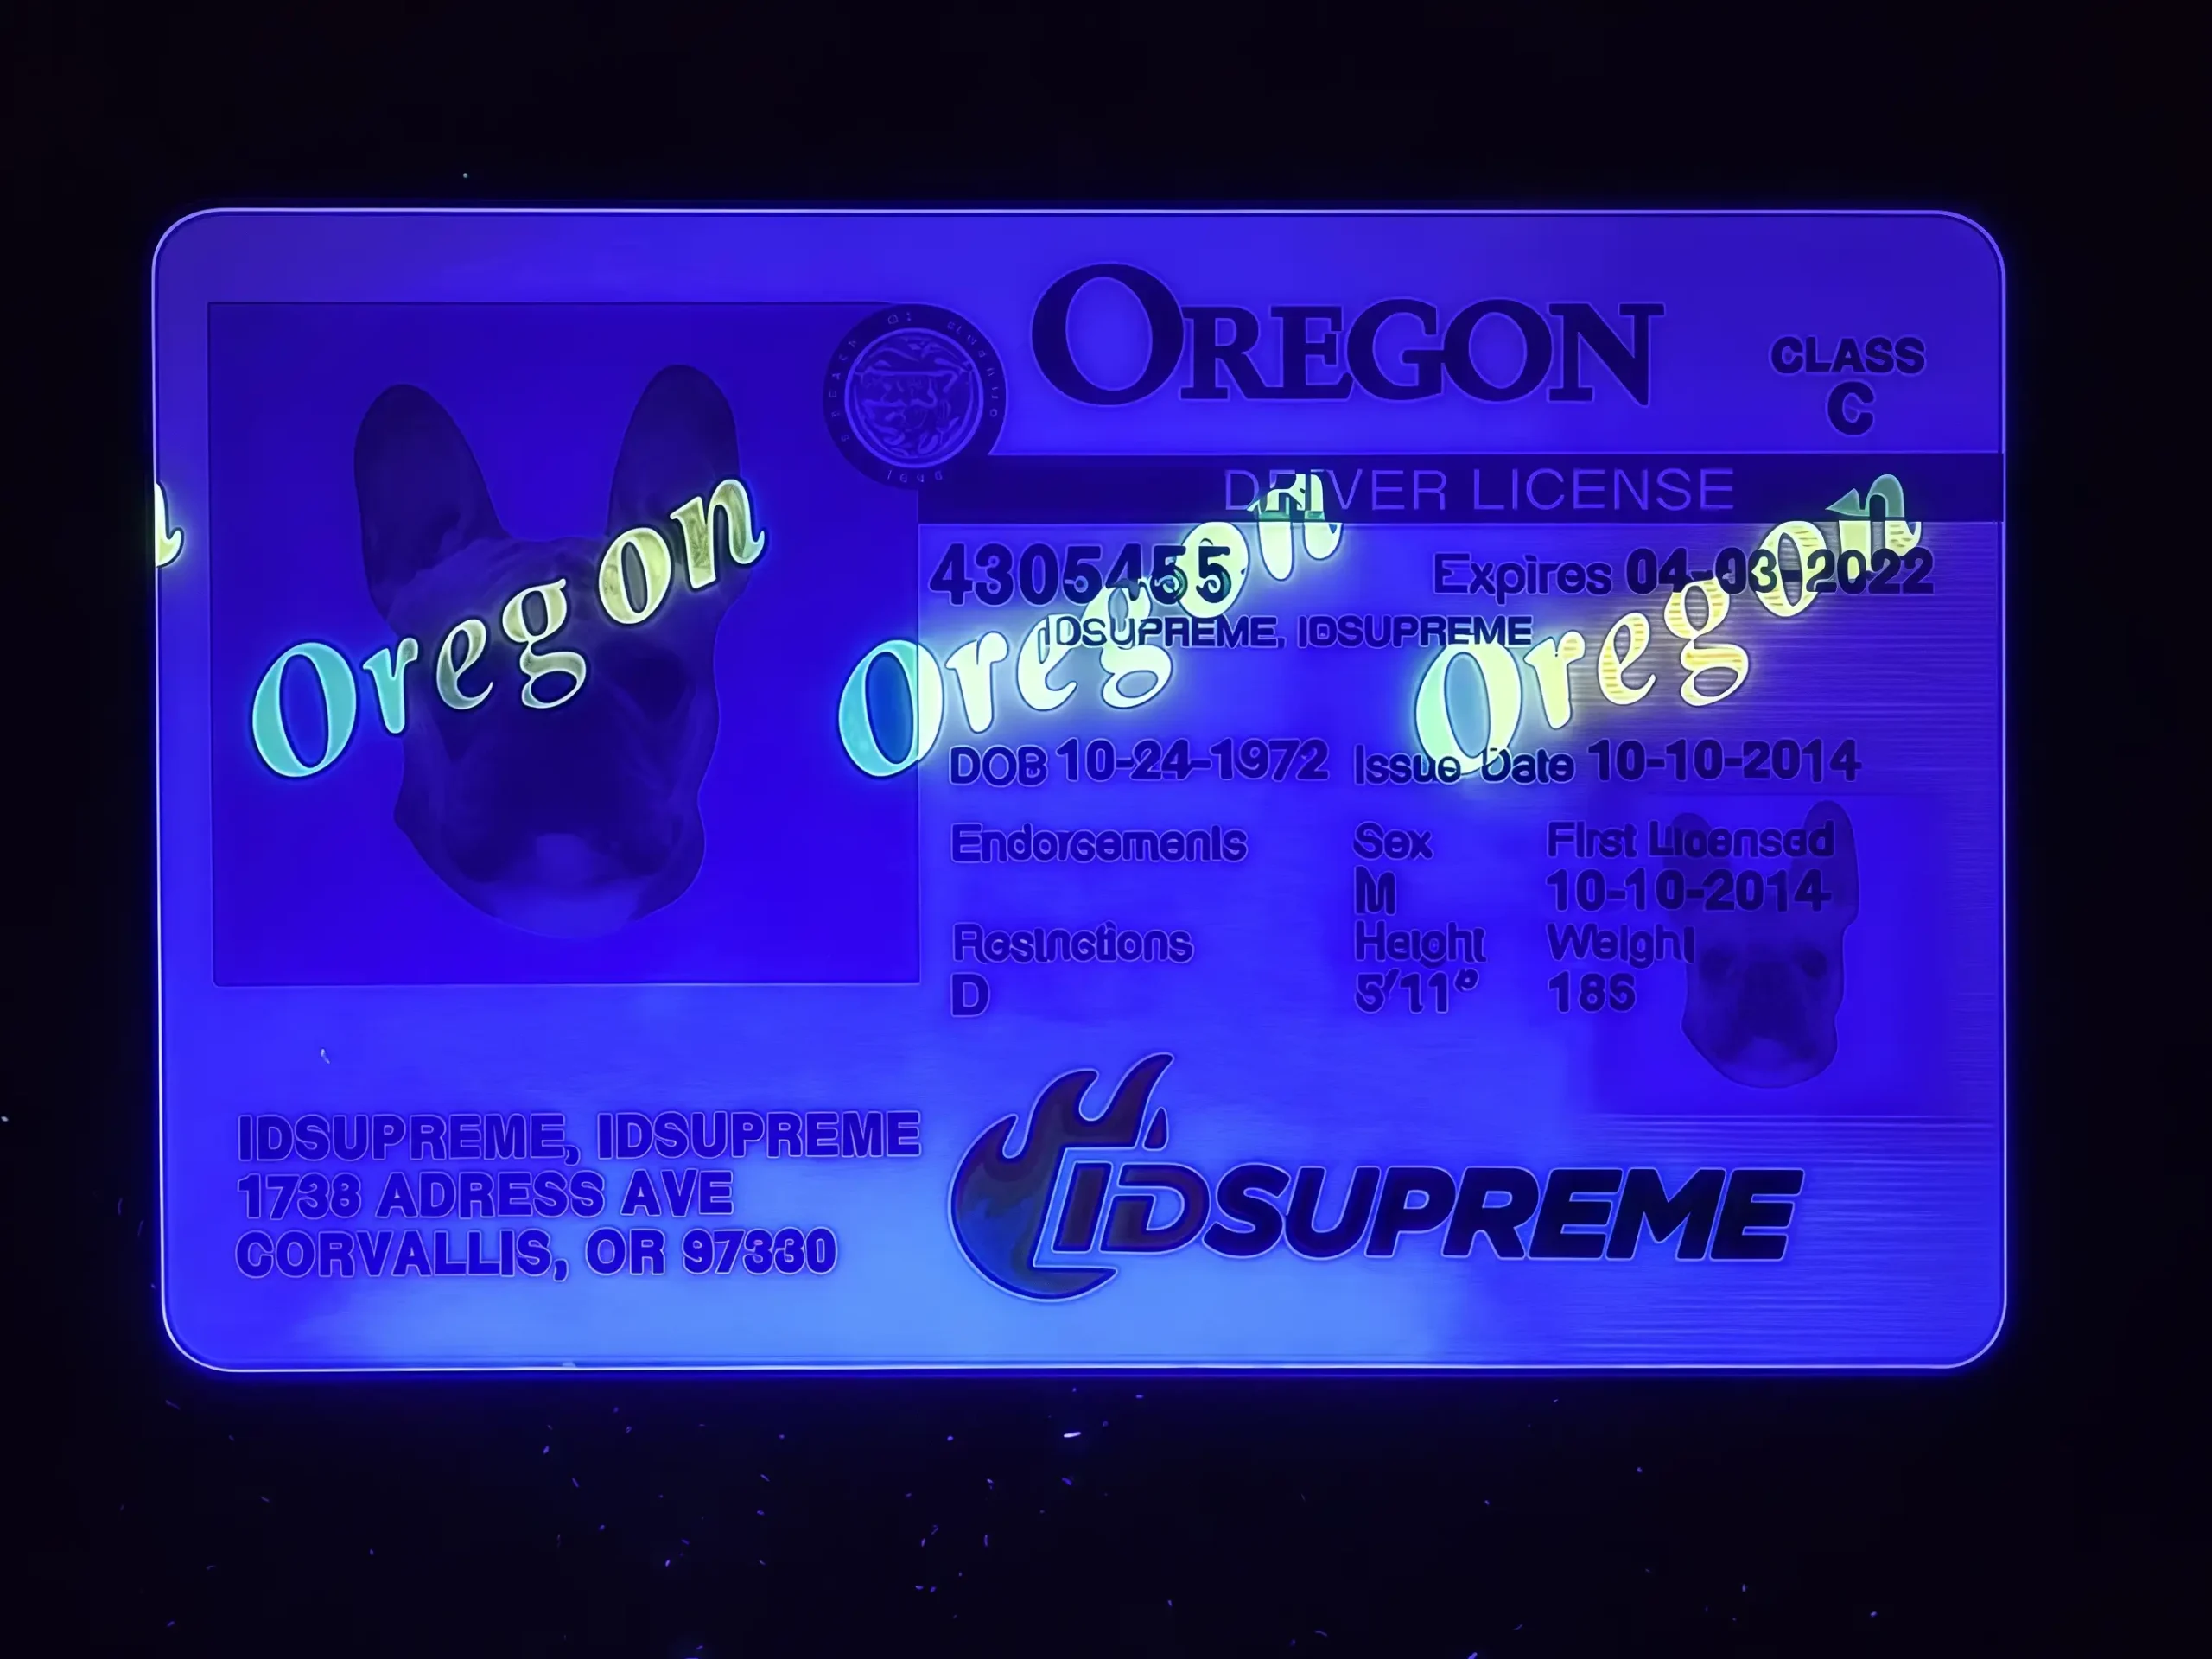 OREGON
CLASS
C
DRIVER LICENSE
4305455
Expires 04-03-2022
IDSUPREME, IDSUPREME
Oregon Oregon Oregon
DOB 10-24-1972 Issue Date 10-10-2014
Endorsements Sex First Licensed
M 10-10-2014
Restrictions Height Weight
D 5'11" 186
IDSUPREME, IDSUPREME
1738 ADRESS AVE
CORVALLIS, OR 97330
IDSUPREME